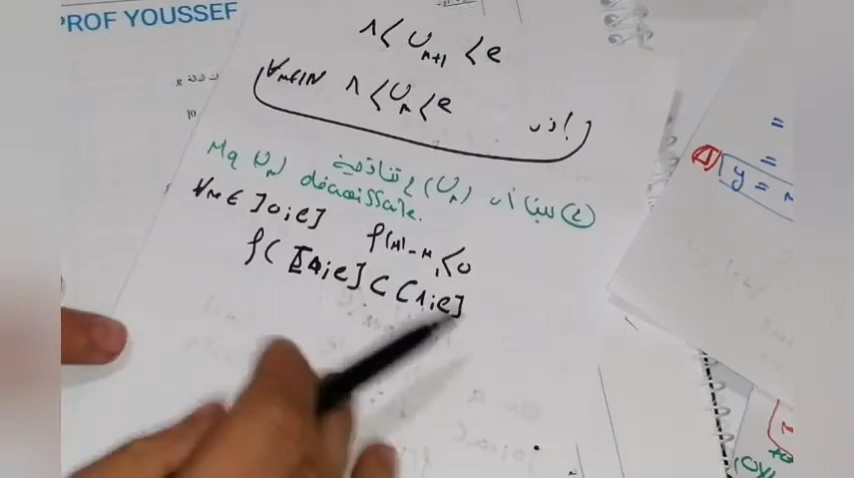 PROF YOUSSEF
1 < U_{n+1} < e
∀n∈IN 1 < U_n < e إذن
② بين أن (U_n) تناقصية
Mq U_n décroissate.
∀x ∈ ]0;e] f(x)-x < 0
f([1;e] ⊂ [1;e]
=
=
y =